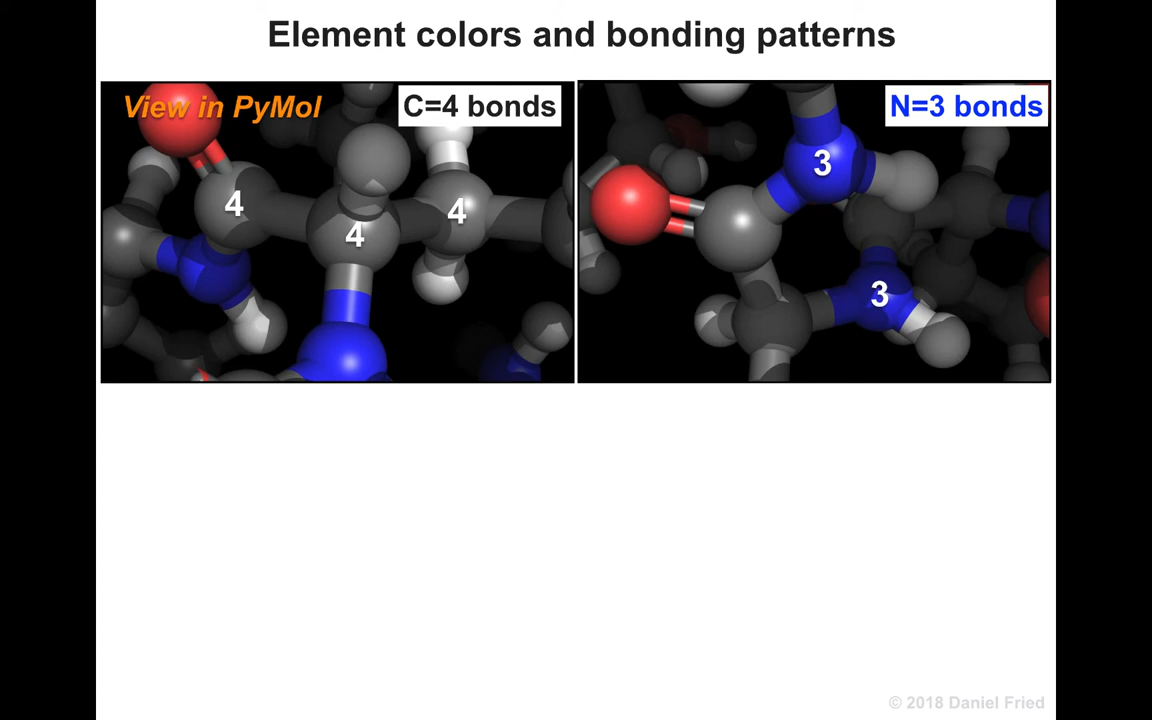 Element colors and bonding patterns
View in PyMol
C=4 bonds
N=3 bonds
4
4
4
3
3
© 2018 Daniel Fried